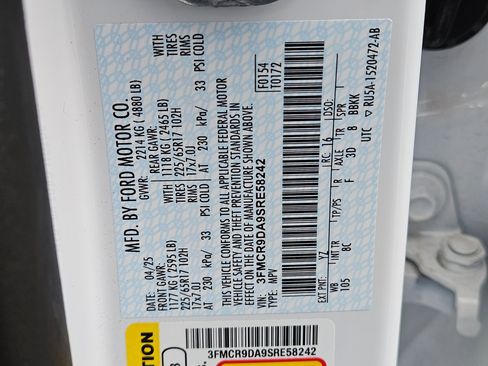 MFD. BY FORD MOTOR CO.
GVWR: 2214 KG ( 4880 LB)
04/25
FRONT GAWR: REAR GAWR: WITH
1177 KG ( 2595 LB) 1118 KG ( 2465 LB) TIRES
225/65R17 102H 225/65R17 102H RIMS
17x7.0J 17x7.0J
AT 230 kPa/ 33 PSI COLD
WITH
TIRES
RIMS
AT 230 kPa/ 33 PSI COLD
THIS VEHICLE CONFORMS TO ALL APPLICABLE FEDERAL MOTOR
VEHICLE SAFETY AND THEFT PREVENTION STANDARDS IN
EFFECT ON THE DATE OF MANUFACTURE SHOWN ABOVE.
VIN: 3FMCR9DA9SRE58242
TYPE: MPV
F0154
T0172
EXT.PNT: YZ RC: 16 DSO:
WB INT TR TP/PS R AXLE TR SPR
105 BC F 3D 8 BBKK
UTC RU5A-1520472-AB
3FMCR9DA9SRE58242